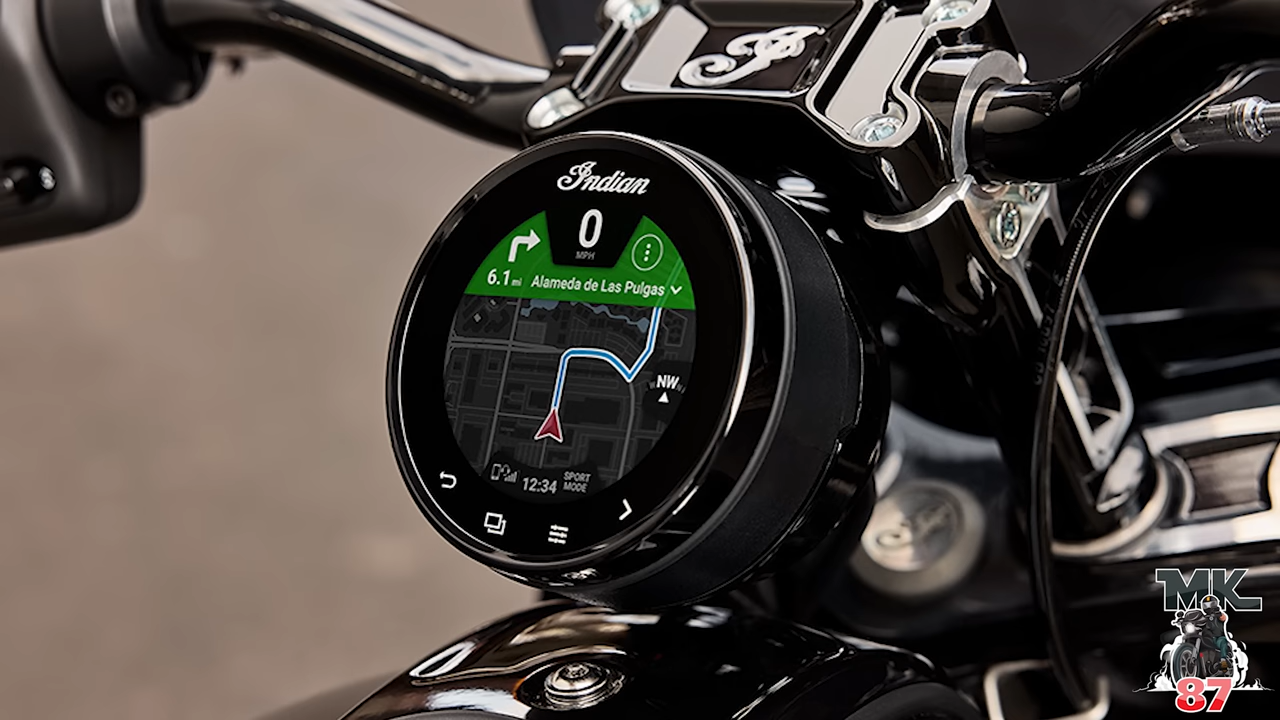 Indian
0
MPH
6.1 mi Alameda de Las Pulgas
NW
12:34
SPORT
MODE
MK
87